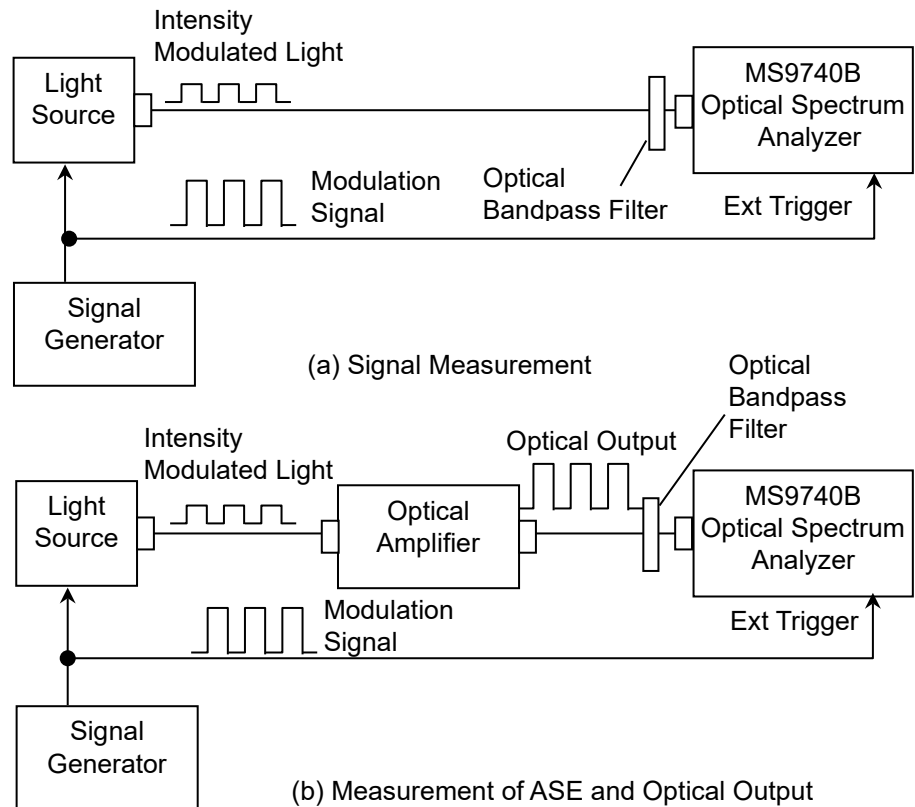 Intensity
Modulated Light
Light
Source
MS9740B
Optical Spectrum
Analyzer
Modulation
Signal
Optical
Bandpass Filter
Ext Trigger
Signal
Generator
(a) Signal Measurement
Optical
Bandpass
Filter
Intensity
Modulated Light
Optical Output
Light
Source
Optical
Amplifier
MS9740B
Optical Spectrum
Analyzer
Modulation
Signal
Ext Trigger
Signal
Generator
(b) Measurement of ASE and Optical Output